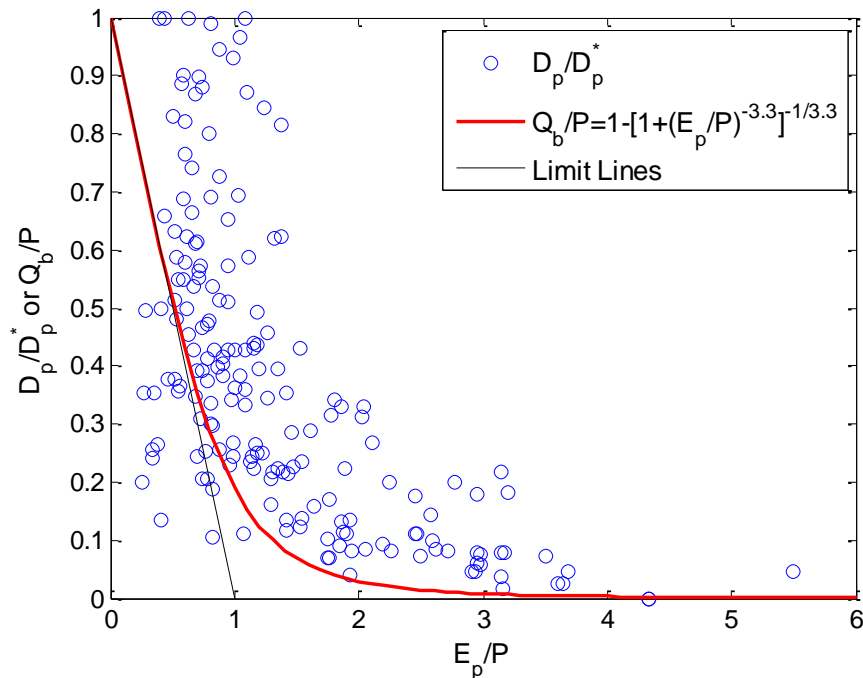 1
0.9
0.8
0.7
0.6
0.5
0.4
0.3
0.2
0.1
0
0 1 2 3 4 5 6
D_p/D_p^* or Q_b/P
E_p/P
D_p/D_p^*
Q_b/P=1-[1+(E_p/P)^-3.3]^-1/3.3
Limit Lines